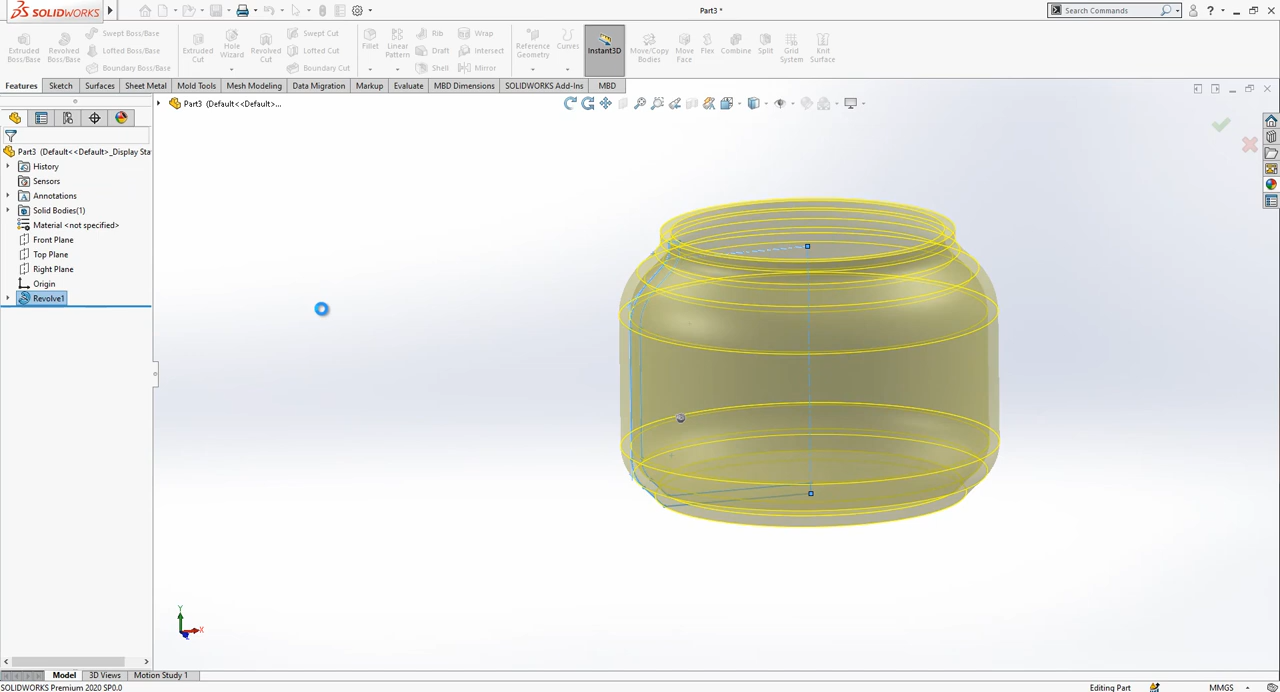 SOLIDWORKS
Part3 *
Search Commands
?
Extruded Boss/Base
Revolved Boss/Base
Swept Boss/Base
Lofted Boss/Base
Boundary Boss/Base
Extruded Cut
Hole Wizard
Revolved Cut
Swept Cut
Lofted Cut
Boundary Cut
Fillet
Linear Pattern
Rib
Draft
Shell
Wrap
Intersect
Mirror
Reference Geometry
Curves
Instant3D
Move/Copy Bodies
Move Face
Flex
Combine
Split
Grid System
Knit Surface
Features
Sketch
Surfaces
Sheet Metal
Mold Tools
Mesh Modeling
Data Migration
Markup
Evaluate
MBD Dimensions
SOLIDWORKS Add-Ins
MBD
Part3 (Default<<Default>...
Part3 (Default<<Default>_Display Sta
History
Sensors
Annotations
Solid Bodies(1)
Material <not specified>
Front Plane
Top Plane
Right Plane
Origin
Revolve1
Y
X
Model
3D Views
Motion Study 1
SOLIDWORKS Premium 2020 SP0.0
Editing Part
MMGS